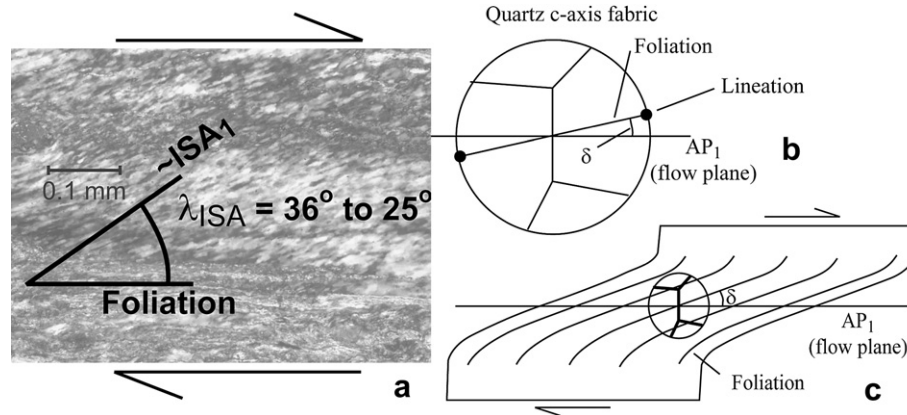 ~ISA₁
0.1 mm
λISA = 36° to 25°
Foliation
a
Quartz c-axis fabric
Foliation
Lineation
δ
AP₁
(flow plane)
b
δ
AP₁
(flow plane)
Foliation
c